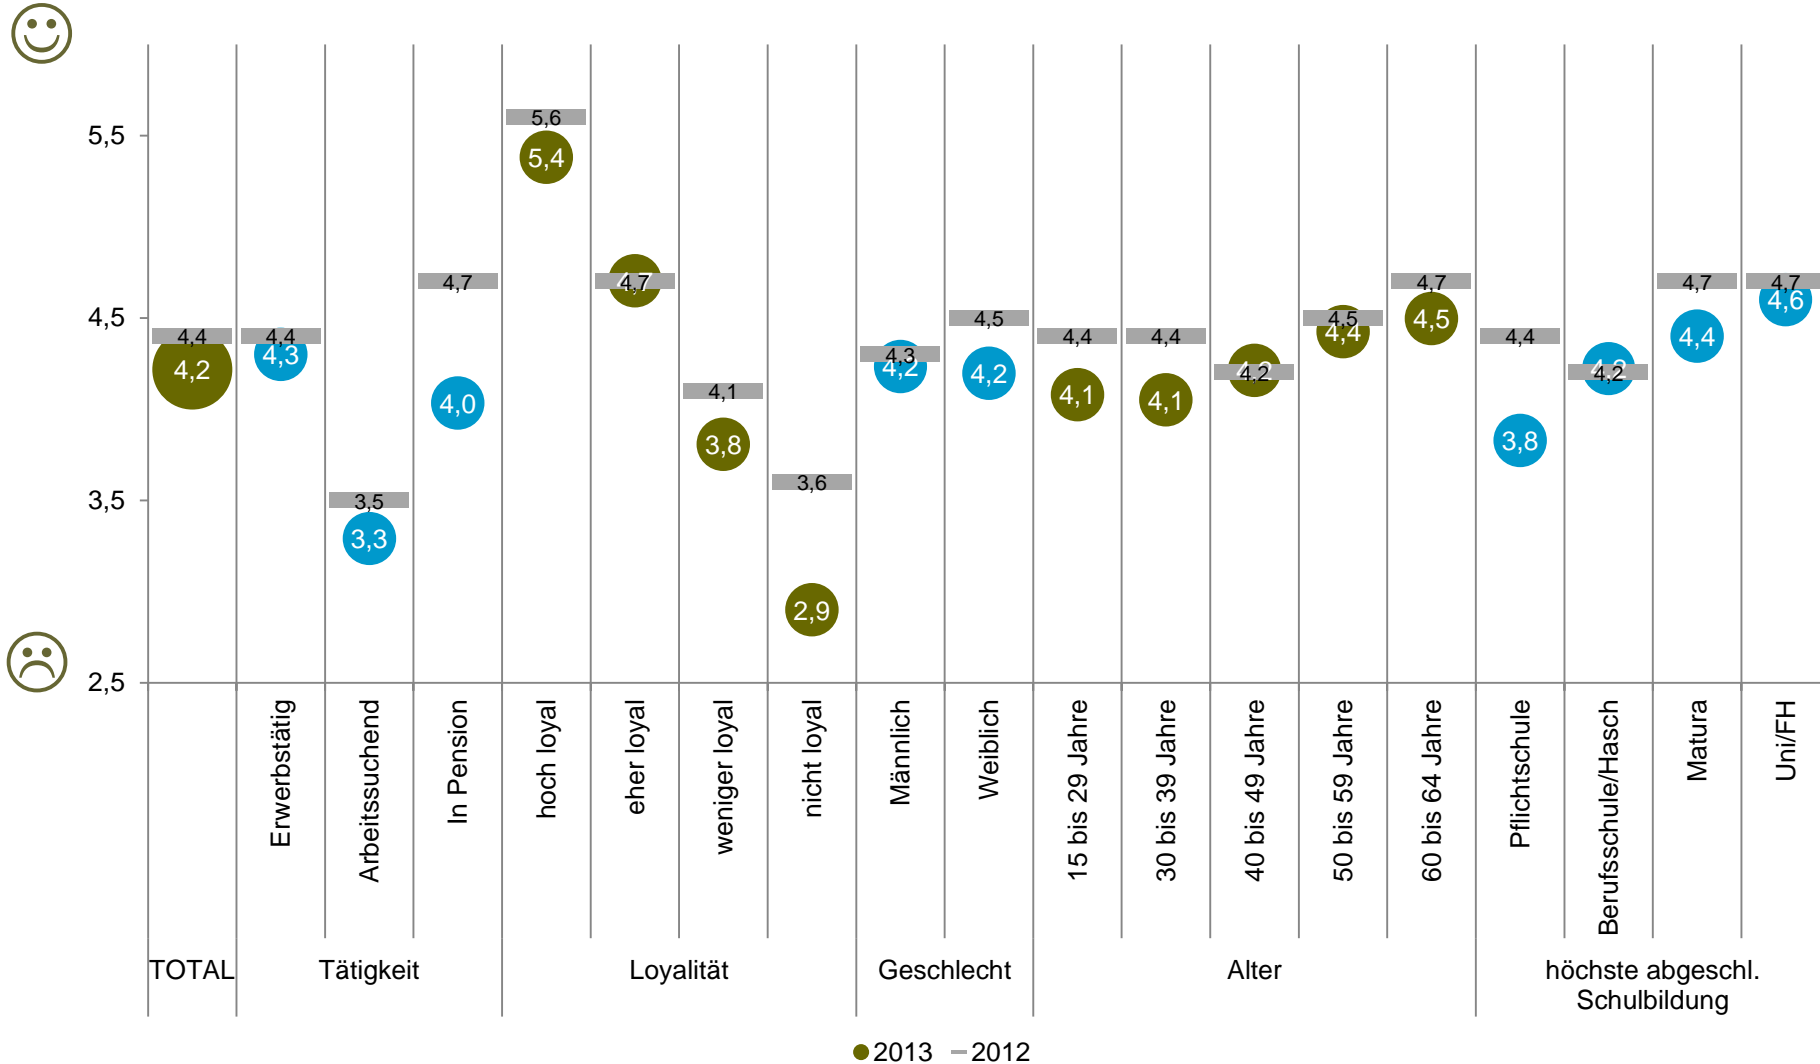 5,5
4,5
3,5
2,5
4,4
4,2
4,4
4,3
3,5
3,3
4,7
4,0
5,6
5,4
4,7
4,7
4,1
3,8
3,6
2,9
4,3
4,2
4,5
4,2
4,4
4,1
4,4
4,1
4,2
4,2
4,5
4,4
4,7
4,5
4,4
3,8
4,2
4,2
4,7
4,4
4,7
4,6
Erwerbstätig
Arbeitssuchend
In Pension
hoch loyal
eher loyal
weniger loyal
nicht loyal
Männlich
Weiblich
15 bis 29 Jahre
30 bis 39 Jahre
40 bis 49 Jahre
50 bis 59 Jahre
60 bis 64 Jahre
Pflichtschule
Berufsschule/Hasch
Matura
Uni/FH
TOTAL
Tätigkeit
Loyalität
Geschlecht
Alter
höchste abgeschl.
Schulbildung
2013
2012